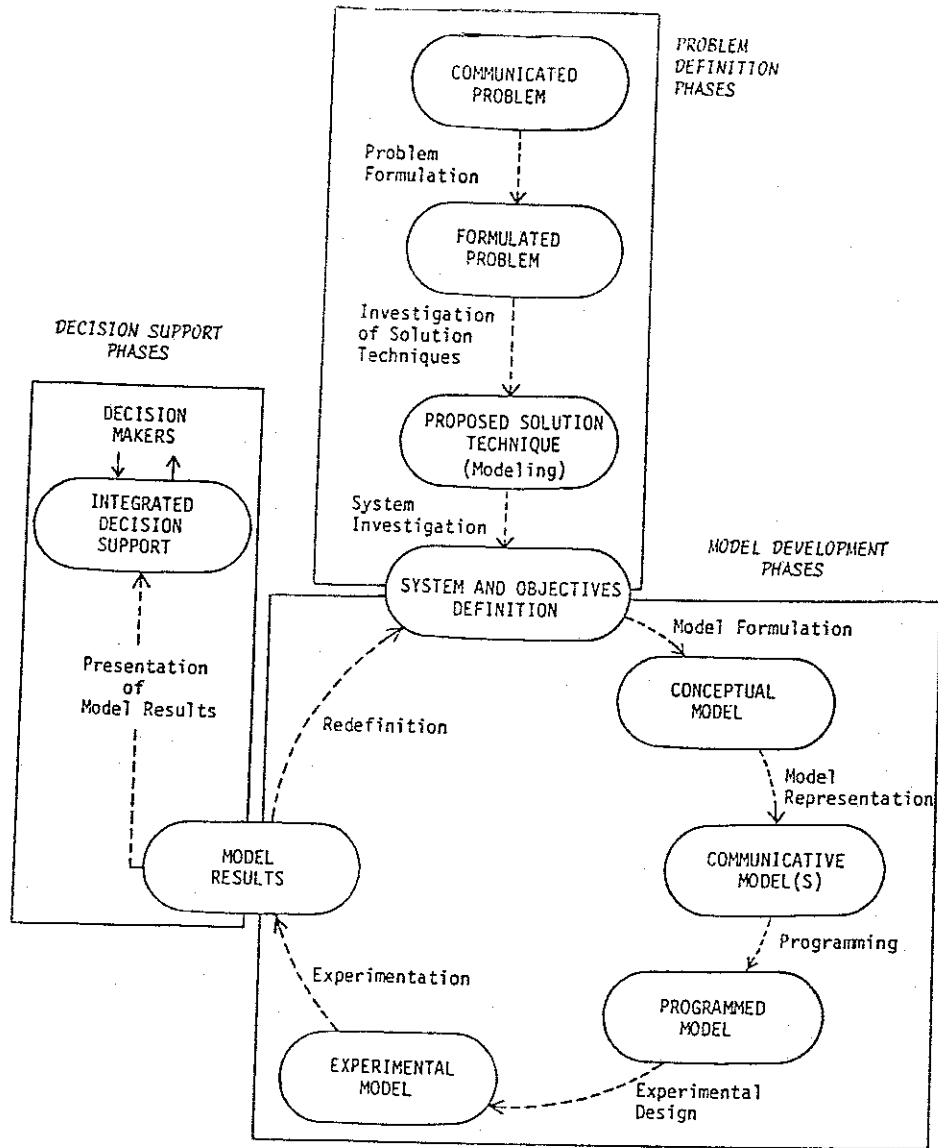 PROBLEM
DEFINITION
PHASES
COMMUNICATED
PROBLEM
Problem
Formulation
FORMULATED
PROBLEM
Investigation
of Solution
Techniques
PROPOSED SOLUTION
TECHNIQUE
(Modeling)
System
Investigation
DECISION SUPPORT
PHASES
DECISION
MAKERS
INTEGRATED
DECISION
SUPPORT
Presentation
of
Model Results
MODEL DEVELOPMENT
PHASES
SYSTEM AND OBJECTIVES
DEFINITION
Model Formulation
CONCEPTUAL
MODEL
Model
Representation
COMMUNICATIVE
MODEL(S)
Programming
PROGRAMMED
MODEL
Experimental
Design
EXPERIMENTAL
MODEL
Experimentation
MODEL
RESULTS
Redefinition